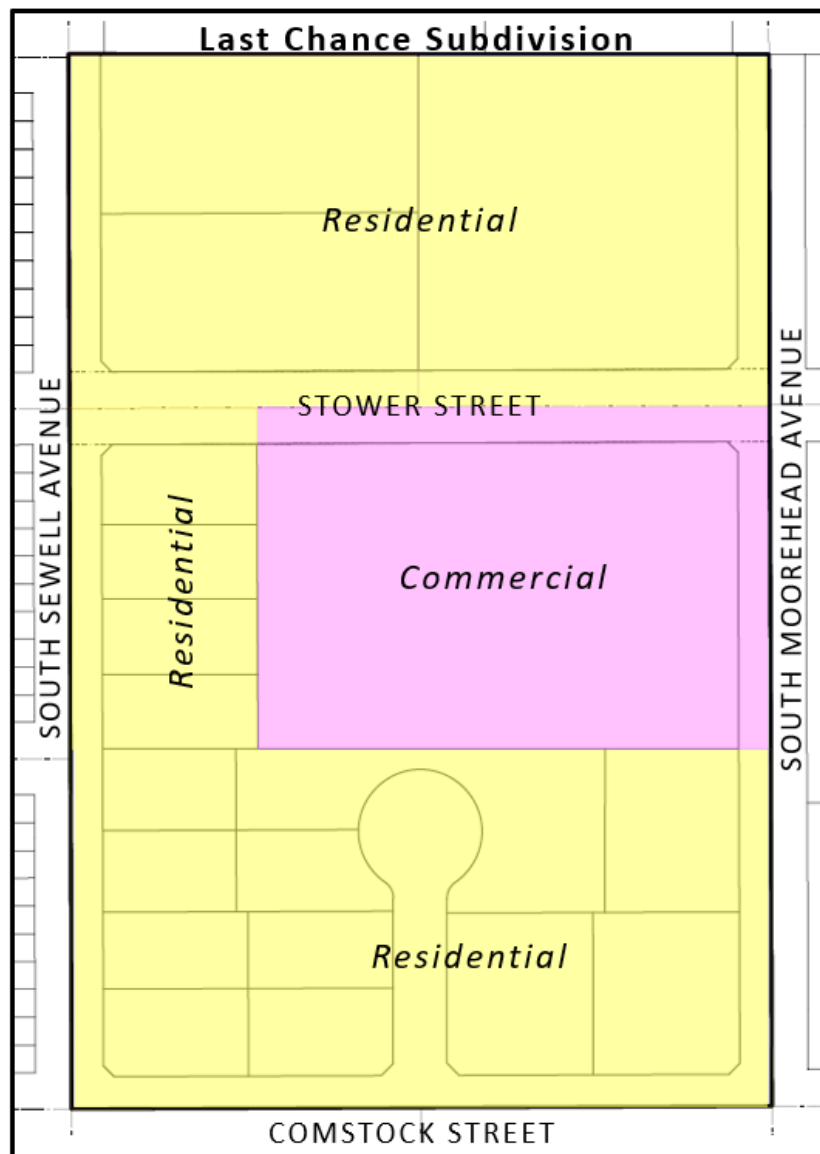 Last Chance Subdivision
Residential
STOWER STREET
SOUTH SEWELL AVENUE
Residential
Commercial
SOUTH MOOREHEAD AVENUE
Residential
COMSTOCK STREET